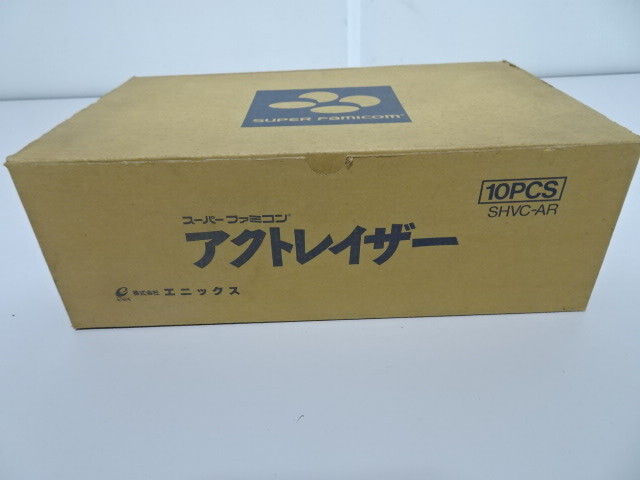 SUPER FAMICOM
10PCS
SHVC-AR
スーパーファミコン
アクトレイザー
株式会社 エニックス